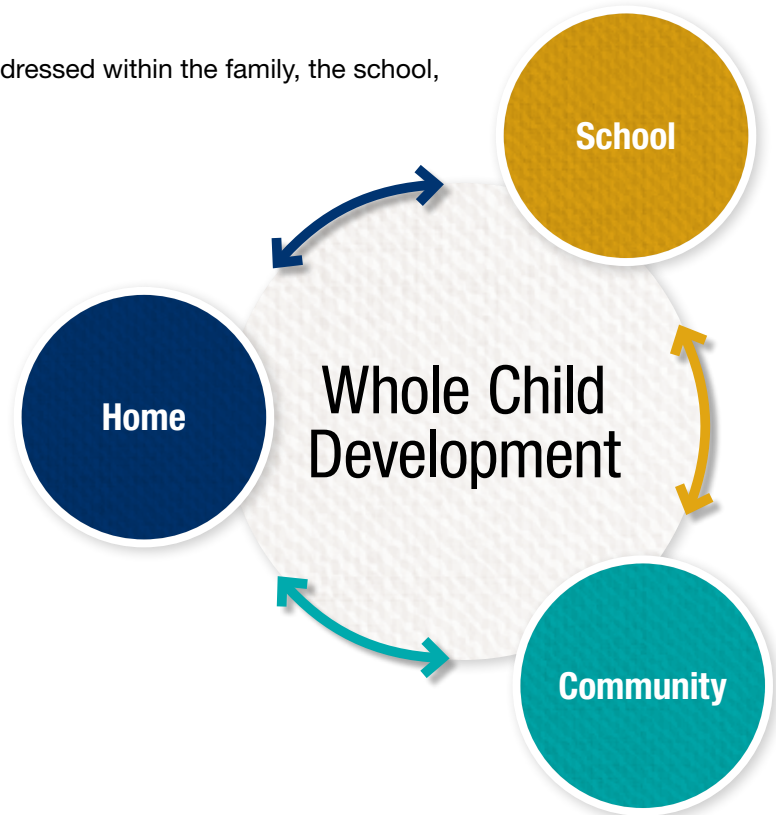 dressed within the family, the school,
School
Home
Whole Child
Development
Community